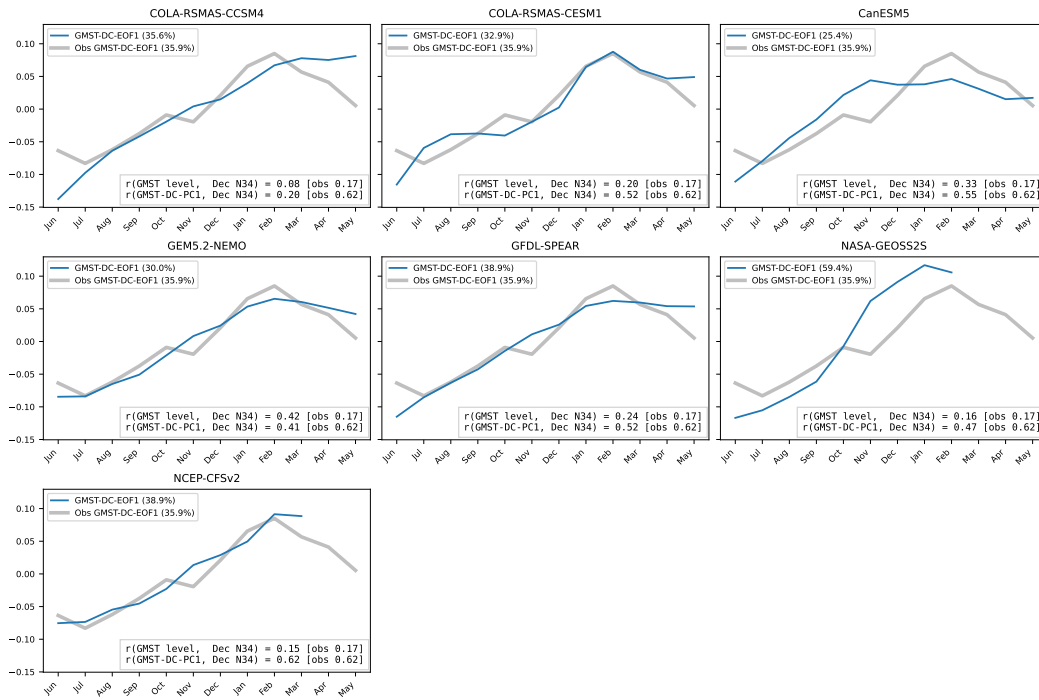 COLA-RSMAS-CCSM4
GMST-DC-EOF1 (35.6%)
Obs GMST-DC-EOF1 (35.9%)
0.10
0.05
0.00
−0.05
−0.10
−0.15
r(GMST level, Dec N34) = 0.08 [obs 0.17]
r(GMST-DC-PC1, Dec N34) = 0.20 [obs 0.62]
Jun Jul Aug Sep Oct Nov Dec Jan Feb Mar Apr May
COLA-RSMAS-CESM1
GMST-DC-EOF1 (32.9%)
Obs GMST-DC-EOF1 (35.9%)
r(GMST level, Dec N34) = 0.20 [obs 0.17]
r(GMST-DC-PC1, Dec N34) = 0.52 [obs 0.62]
Jun Jul Aug Sep Oct Nov Dec Jan Feb Mar Apr May
CanESM5
GMST-DC-EOF1 (25.4%)
Obs GMST-DC-EOF1 (35.9%)
r(GMST level, Dec N34) = 0.33 [obs 0.17]
r(GMST-DC-PC1, Dec N34) = 0.55 [obs 0.62]
Jun Jul Aug Sep Oct Nov Dec Jan Feb Mar Apr May
GEM5.2-NEMO
GMST-DC-EOF1 (30.0%)
Obs GMST-DC-EOF1 (35.9%)
0.10
0.05
0.00
−0.05
−0.10
−0.15
r(GMST level, Dec N34) = 0.42 [obs 0.17]
r(GMST-DC-PC1, Dec N34) = 0.41 [obs 0.62]
Jun Jul Aug Sep Oct Nov Dec Jan Feb Mar Apr May
GFDL-SPEAR
GMST-DC-EOF1 (38.9%)
Obs GMST-DC-EOF1 (35.9%)
r(GMST level, Dec N34) = 0.24 [obs 0.17]
r(GMST-DC-PC1, Dec N34) = 0.52 [obs 0.62]
Jun Jul Aug Sep Oct Nov Dec Jan Feb Mar Apr May
NASA-GEOSS2S
GMST-DC-EOF1 (59.4%)
Obs GMST-DC-EOF1 (35.9%)
r(GMST level, Dec N34) = 0.16 [obs 0.17]
r(GMST-DC-PC1, Dec N34) = 0.47 [obs 0.62]
Jun Jul Aug Sep Oct Nov Dec Jan Feb Mar Apr May
NCEP-CFSv2
GMST-DC-EOF1 (38.9%)
Obs GMST-DC-EOF1 (35.9%)
0.10
0.05
0.00
−0.05
−0.10
−0.15
r(GMST level, Dec N34) = 0.15 [obs 0.17]
r(GMST-DC-PC1, Dec N34) = 0.62 [obs 0.62]
Jun Jul Aug Sep Oct Nov Dec Jan Feb Mar Apr May